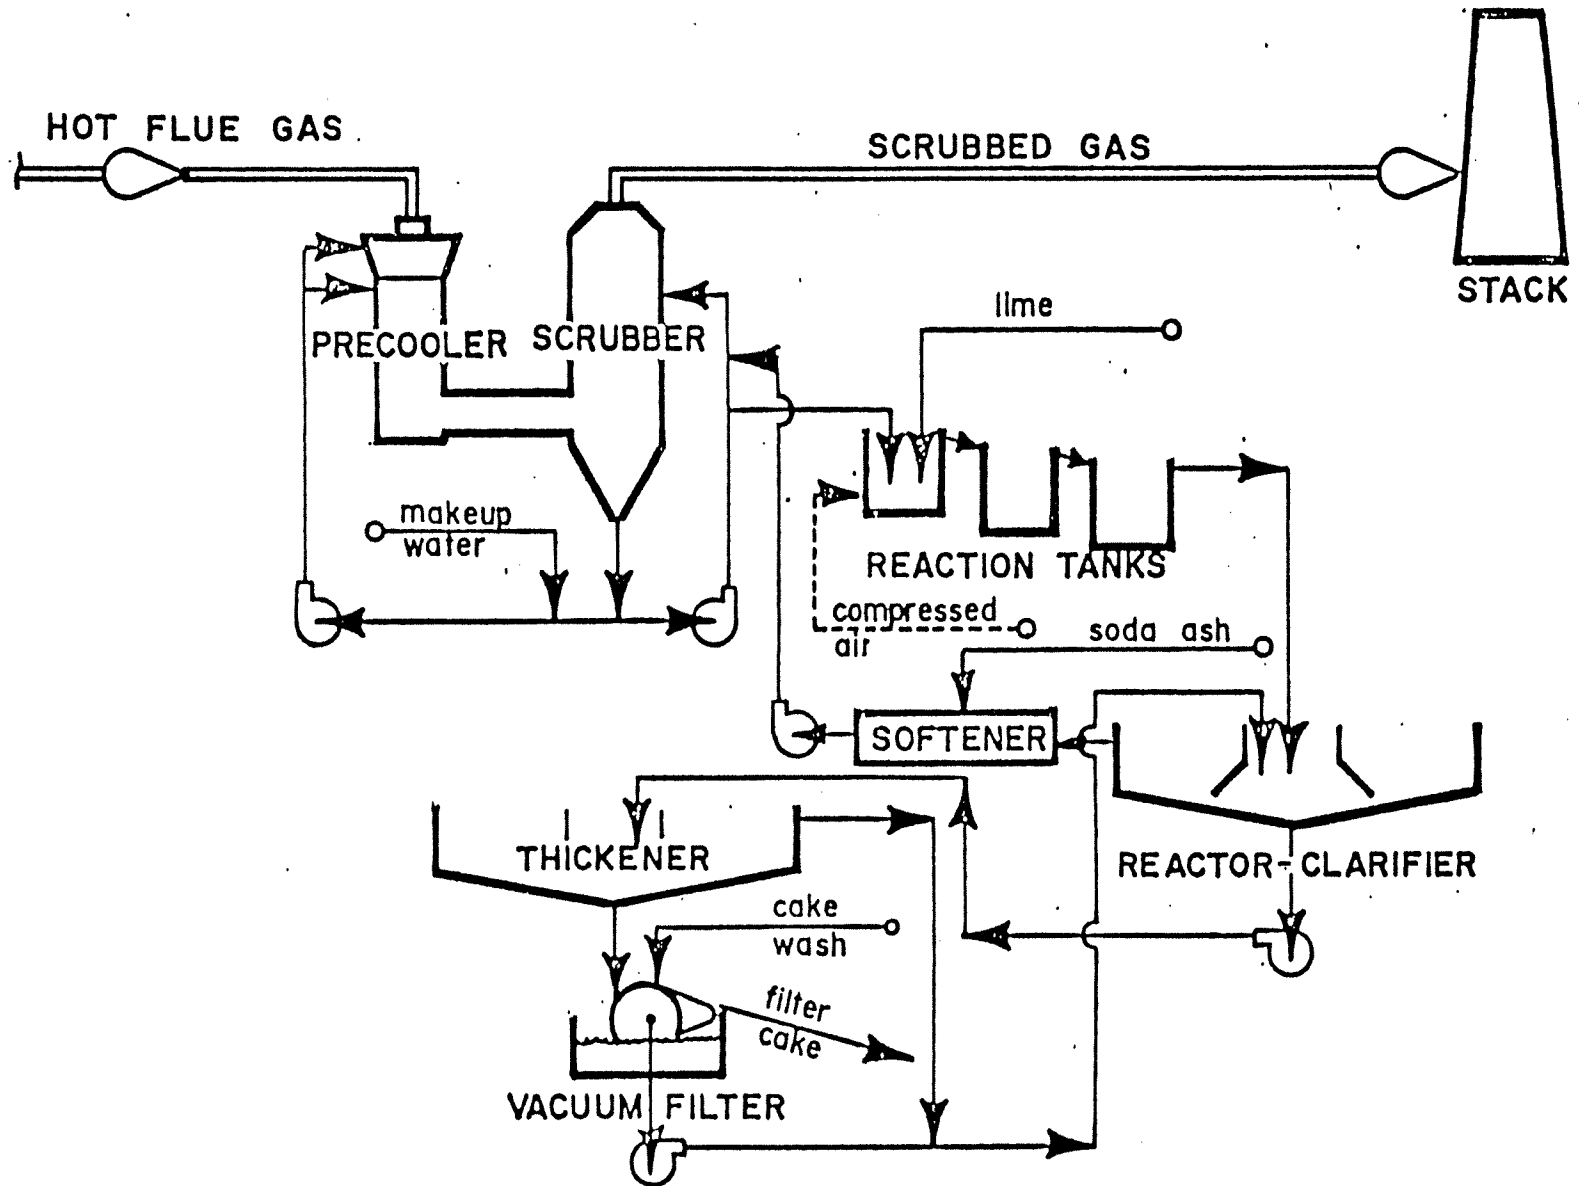 HOT FLUE GAS
SCRUBBED GAS
STACK
lime
PRECOOLER
SCRUBBER
makeup
water
REACTION TANKS
compressed
air
soda ash
SOFTENER
THICKENER
REACTOR-CLARIFIER
cake
wash
filter
cake
VACUUM FILTER